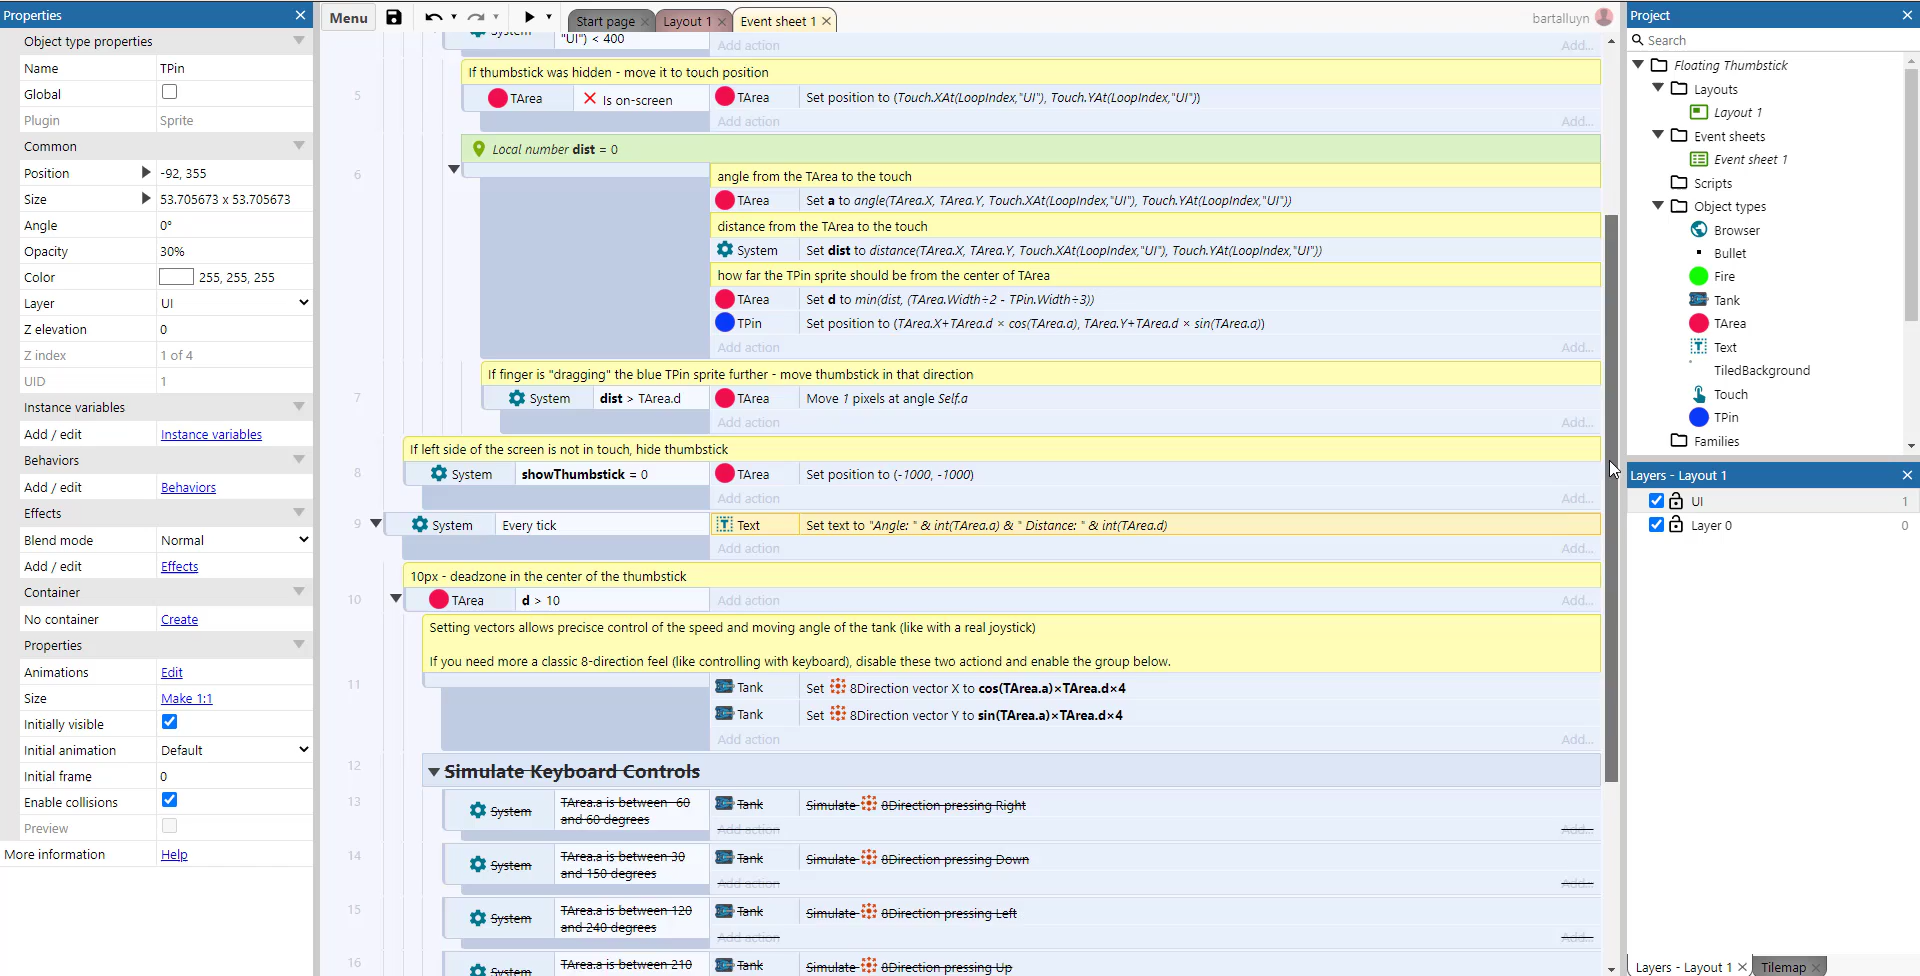 Properties
Object type properties
Name TPin
Global
Plugin Sprite
Common
Position -92, 355
Size 53.705673 x 53.705673
Angle 0°
Opacity 30%
Color 255, 255, 255
Layer UI
Z elevation 0
Z index 1 of 4
UID 1
Instance variables
Add / edit Instance variables
Behaviors
Add / edit Behaviors
Effects
Blend mode Normal
Add / edit Effects
Container
No container Create
Properties
Animations Edit
Size Make 1:1
Initially visible
Initial animation Default
Initial frame 0
Enable collisions
Preview
More information Help
Menu
Start page Layout 1 Event sheet 1
bartalluyn
System "UI") < 400 Add action Add...
If thumbstick was hidden - move it to touch position
5 TArea Is on-screen TArea Set position to (Touch.XAt(LoopIndex,"UI"), Touch.YAt(LoopIndex,"UI"))
Add action Add...
Local number dist = 0
6 angle from the TArea to the touch
TArea Set a to angle(TArea.X, TArea.Y, Touch.XAt(LoopIndex,"UI"), Touch.YAt(LoopIndex,"UI"))
distance from the TArea to the touch
System Set dist to distance(TArea.X, TArea.Y, Touch.XAt(LoopIndex,"UI"), Touch.YAt(LoopIndex,"UI"))
how far the TPin sprite should be from the center of TArea
TArea Set d to min(dist, (TArea.Width÷2 - TPin.Width÷3))
TPin Set position to (TArea.X+TArea.d × cos(TArea.a), TArea.Y+TArea.d × sin(TArea.a))
Add action Add...
If finger is "dragging" the blue TPin sprite further - move thumbstick in that direction
7 System dist > TArea.d TArea Move 1 pixels at angle Self.a
Add action Add...
If left side of the screen is not in touch, hide thumbstick
8 System showThumbstick = 0 TArea Set position to (-1000, -1000)
Add action Add...
9 System Every tick Text Set text to "Angle: " & int(TArea.a) & " Distance: " & int(TArea.d)
Add action Add...
10px - deadzone in the center of the thumbstick
10 TArea d > 10 Add action Add...
Setting vectors allows precisce control of the speed and moving angle of the tank (like with a real joystick)
If you need more a classic 8-direction feel (like controlling with keyboard), disable these two actiond and enable the group below.
11 Tank Set 8Direction vector X to cos(TArea.a)×TArea.d×4
Tank Set 8Direction vector Y to sin(TArea.a)×TArea.d×4
Add action Add...
12 Simulate Keyboard Controls
13 System TArea.a is between -60 and 60 degrees Tank Simulate 8Direction pressing Right
Add action Add...
14 System TArea.a is between 30 and 150 degrees Tank Simulate 8Direction pressing Down
Add action Add...
15 System TArea.a is between 120 and 240 degrees Tank Simulate 8Direction pressing Left
Add action Add...
16 System TArea.a is between 210 Tank Simulate 8Direction pressing Up
Project
Search
Floating Thumbstick
Layouts
Layout 1
Event sheets
Event sheet 1
Scripts
Object types
Browser
Bullet
Fire
Tank
TArea
Text
TiledBackground
Touch
TPin
Families
Layers - Layout 1
UI 1
Layer 0 0
Layers - Layout 1 Tilemap